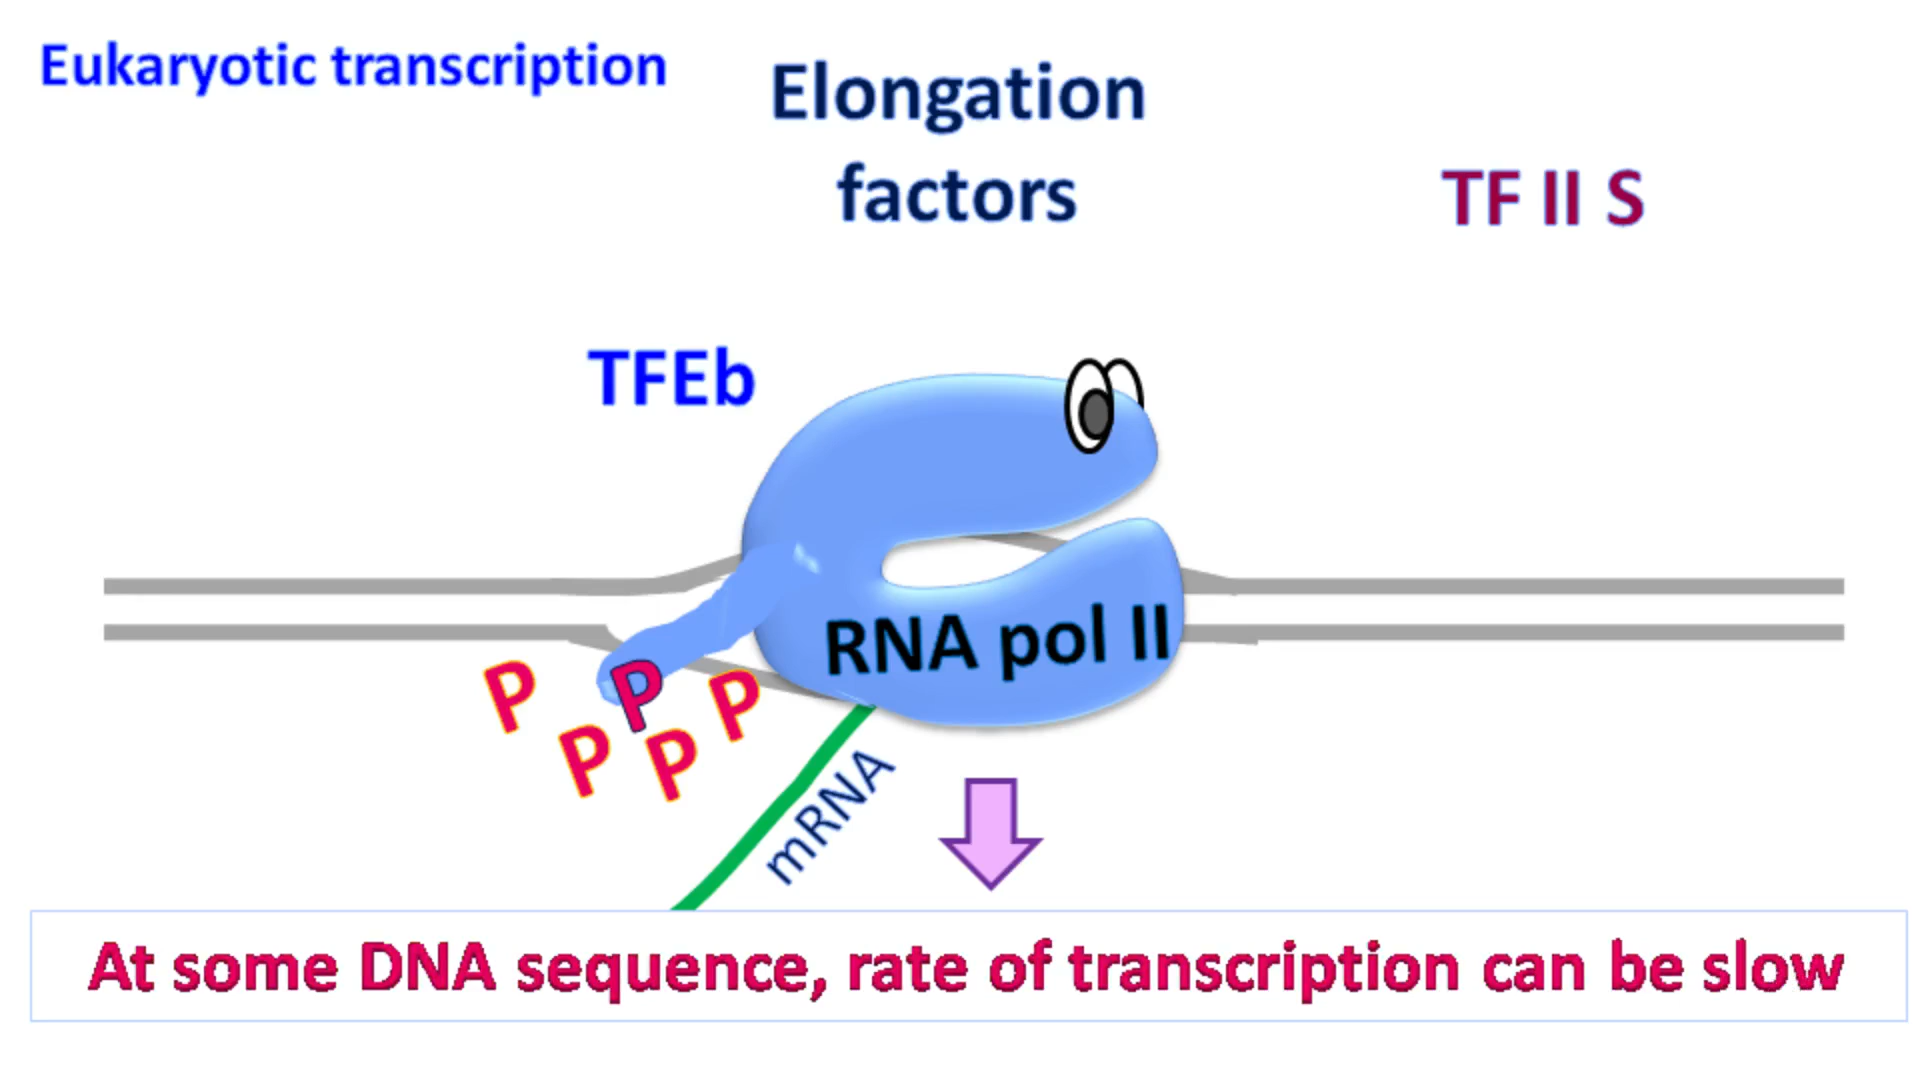 Eukaryotic transcription
Elongation
factors
TF II S
TFEb
RNA pol II
P
P
P
P
P
mRNA
At some DNA sequence, rate of transcription can be slow